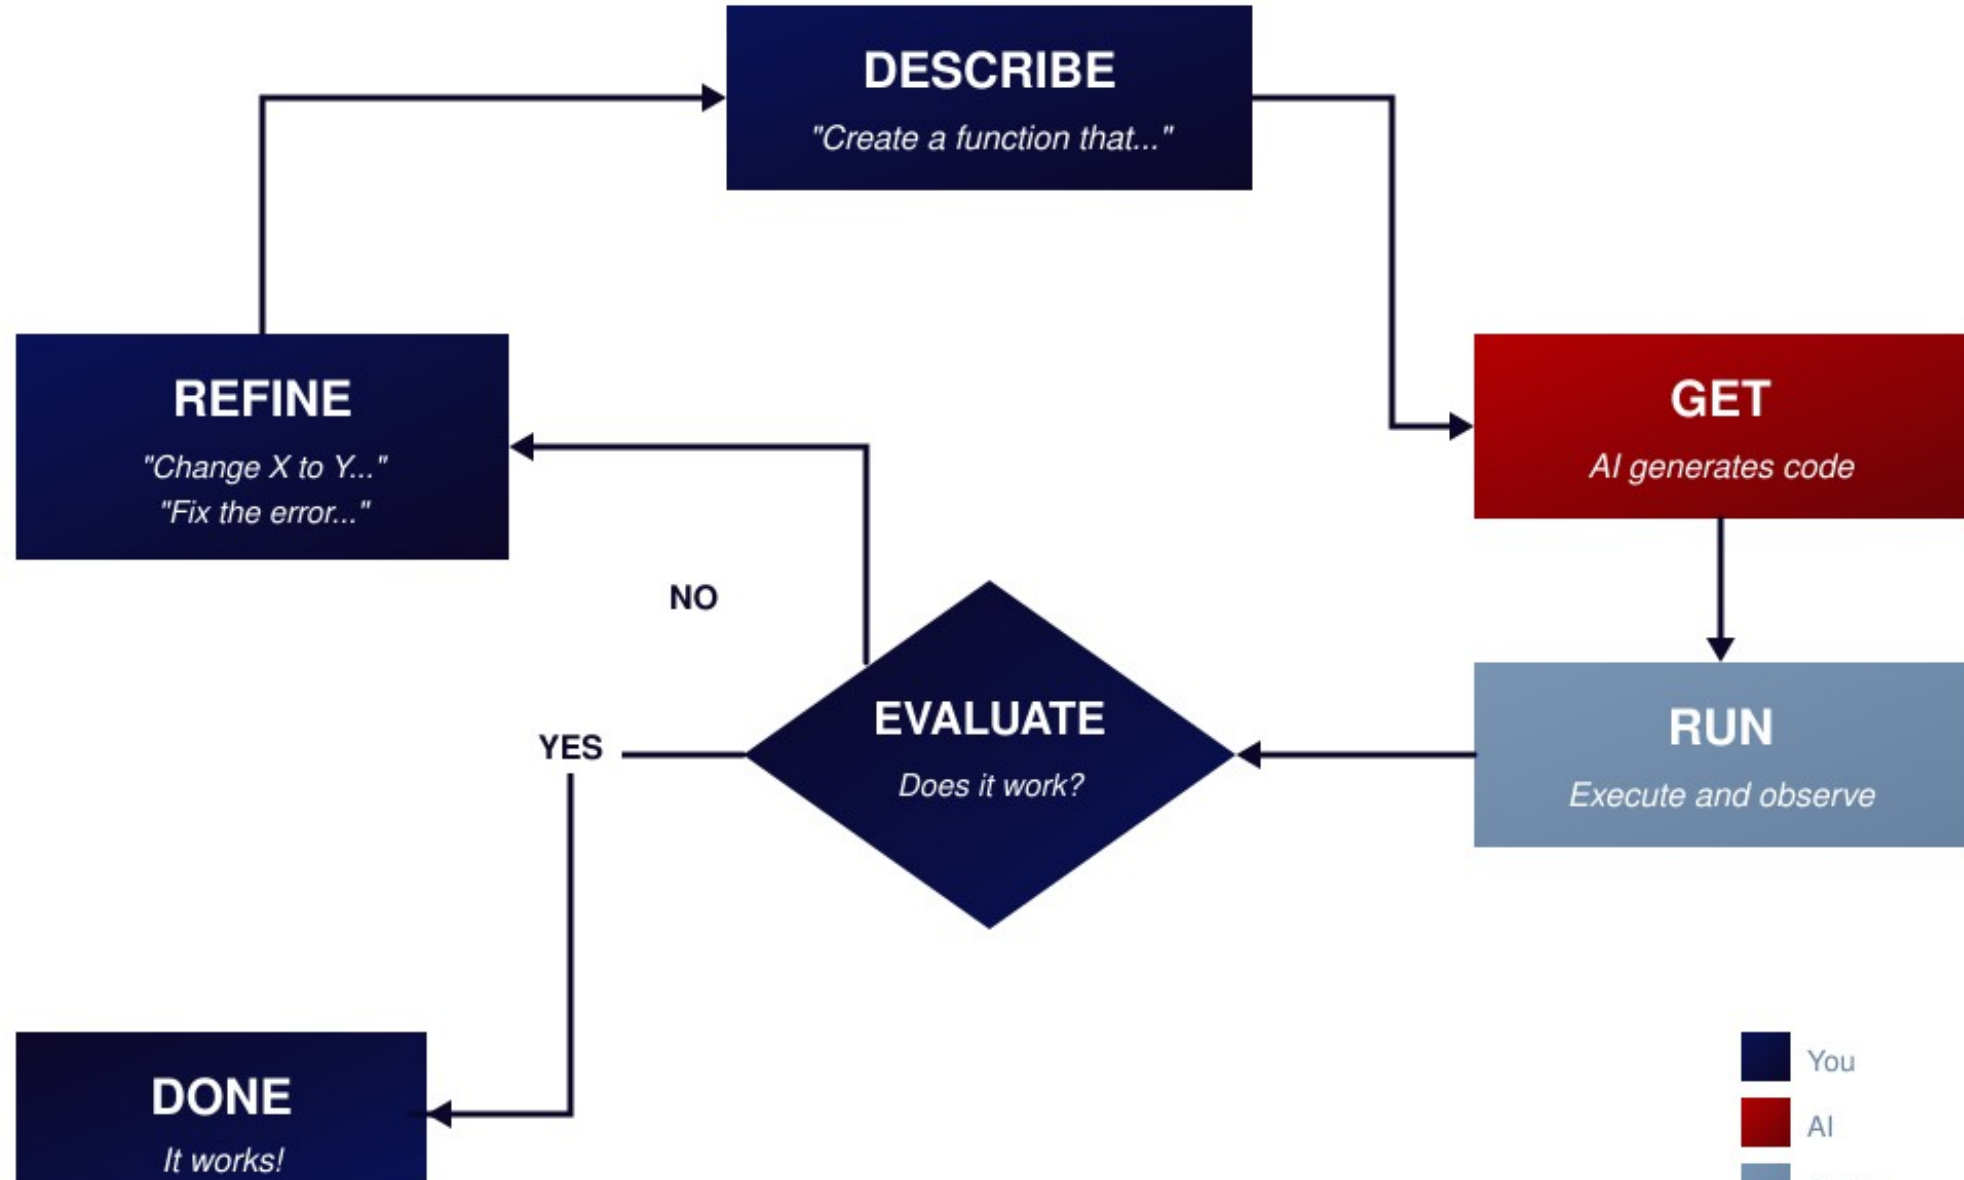 DESCRIBE
"Create a function that..."
REFINE
"Change X to Y..."
"Fix the error..."
GET
AI generates code
NO
EVALUATE
Does it work?
YES
RUN
Execute and observe
DONE
It works!
You
AI